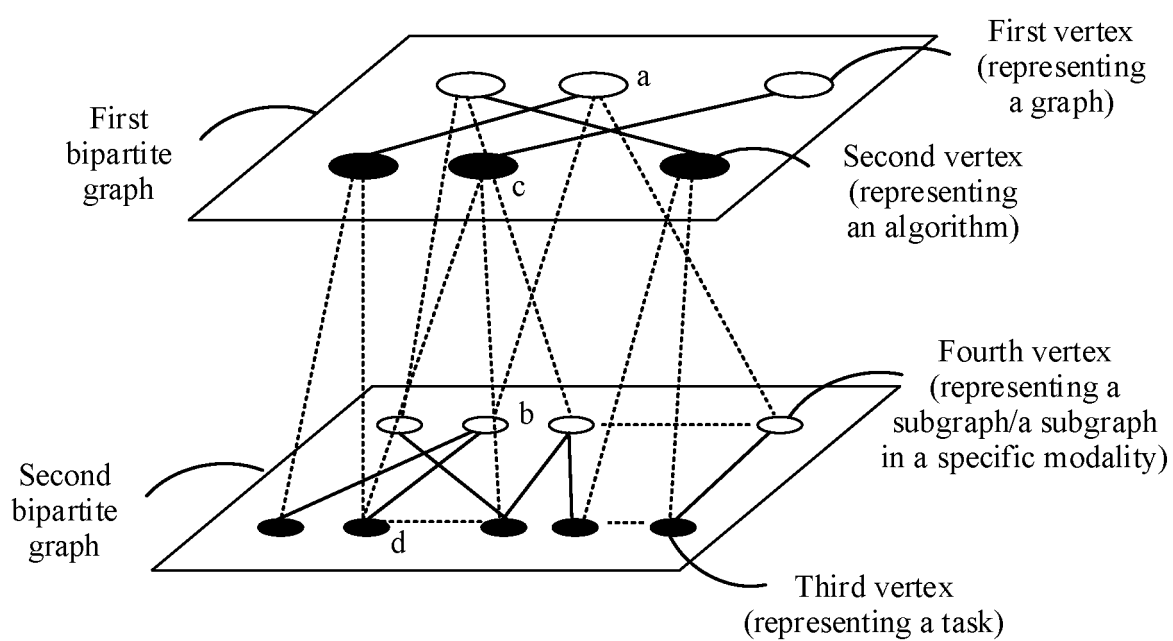 First vertex
(representing
a graph)
a
First
bipartite
graph
Second vertex
(representing
an algorithm)
c
Fourth vertex
(representing a
subgraph/a subgraph
in a specific modality)
b
Second
bipartite
graph
d
Third vertex
(representing a task)